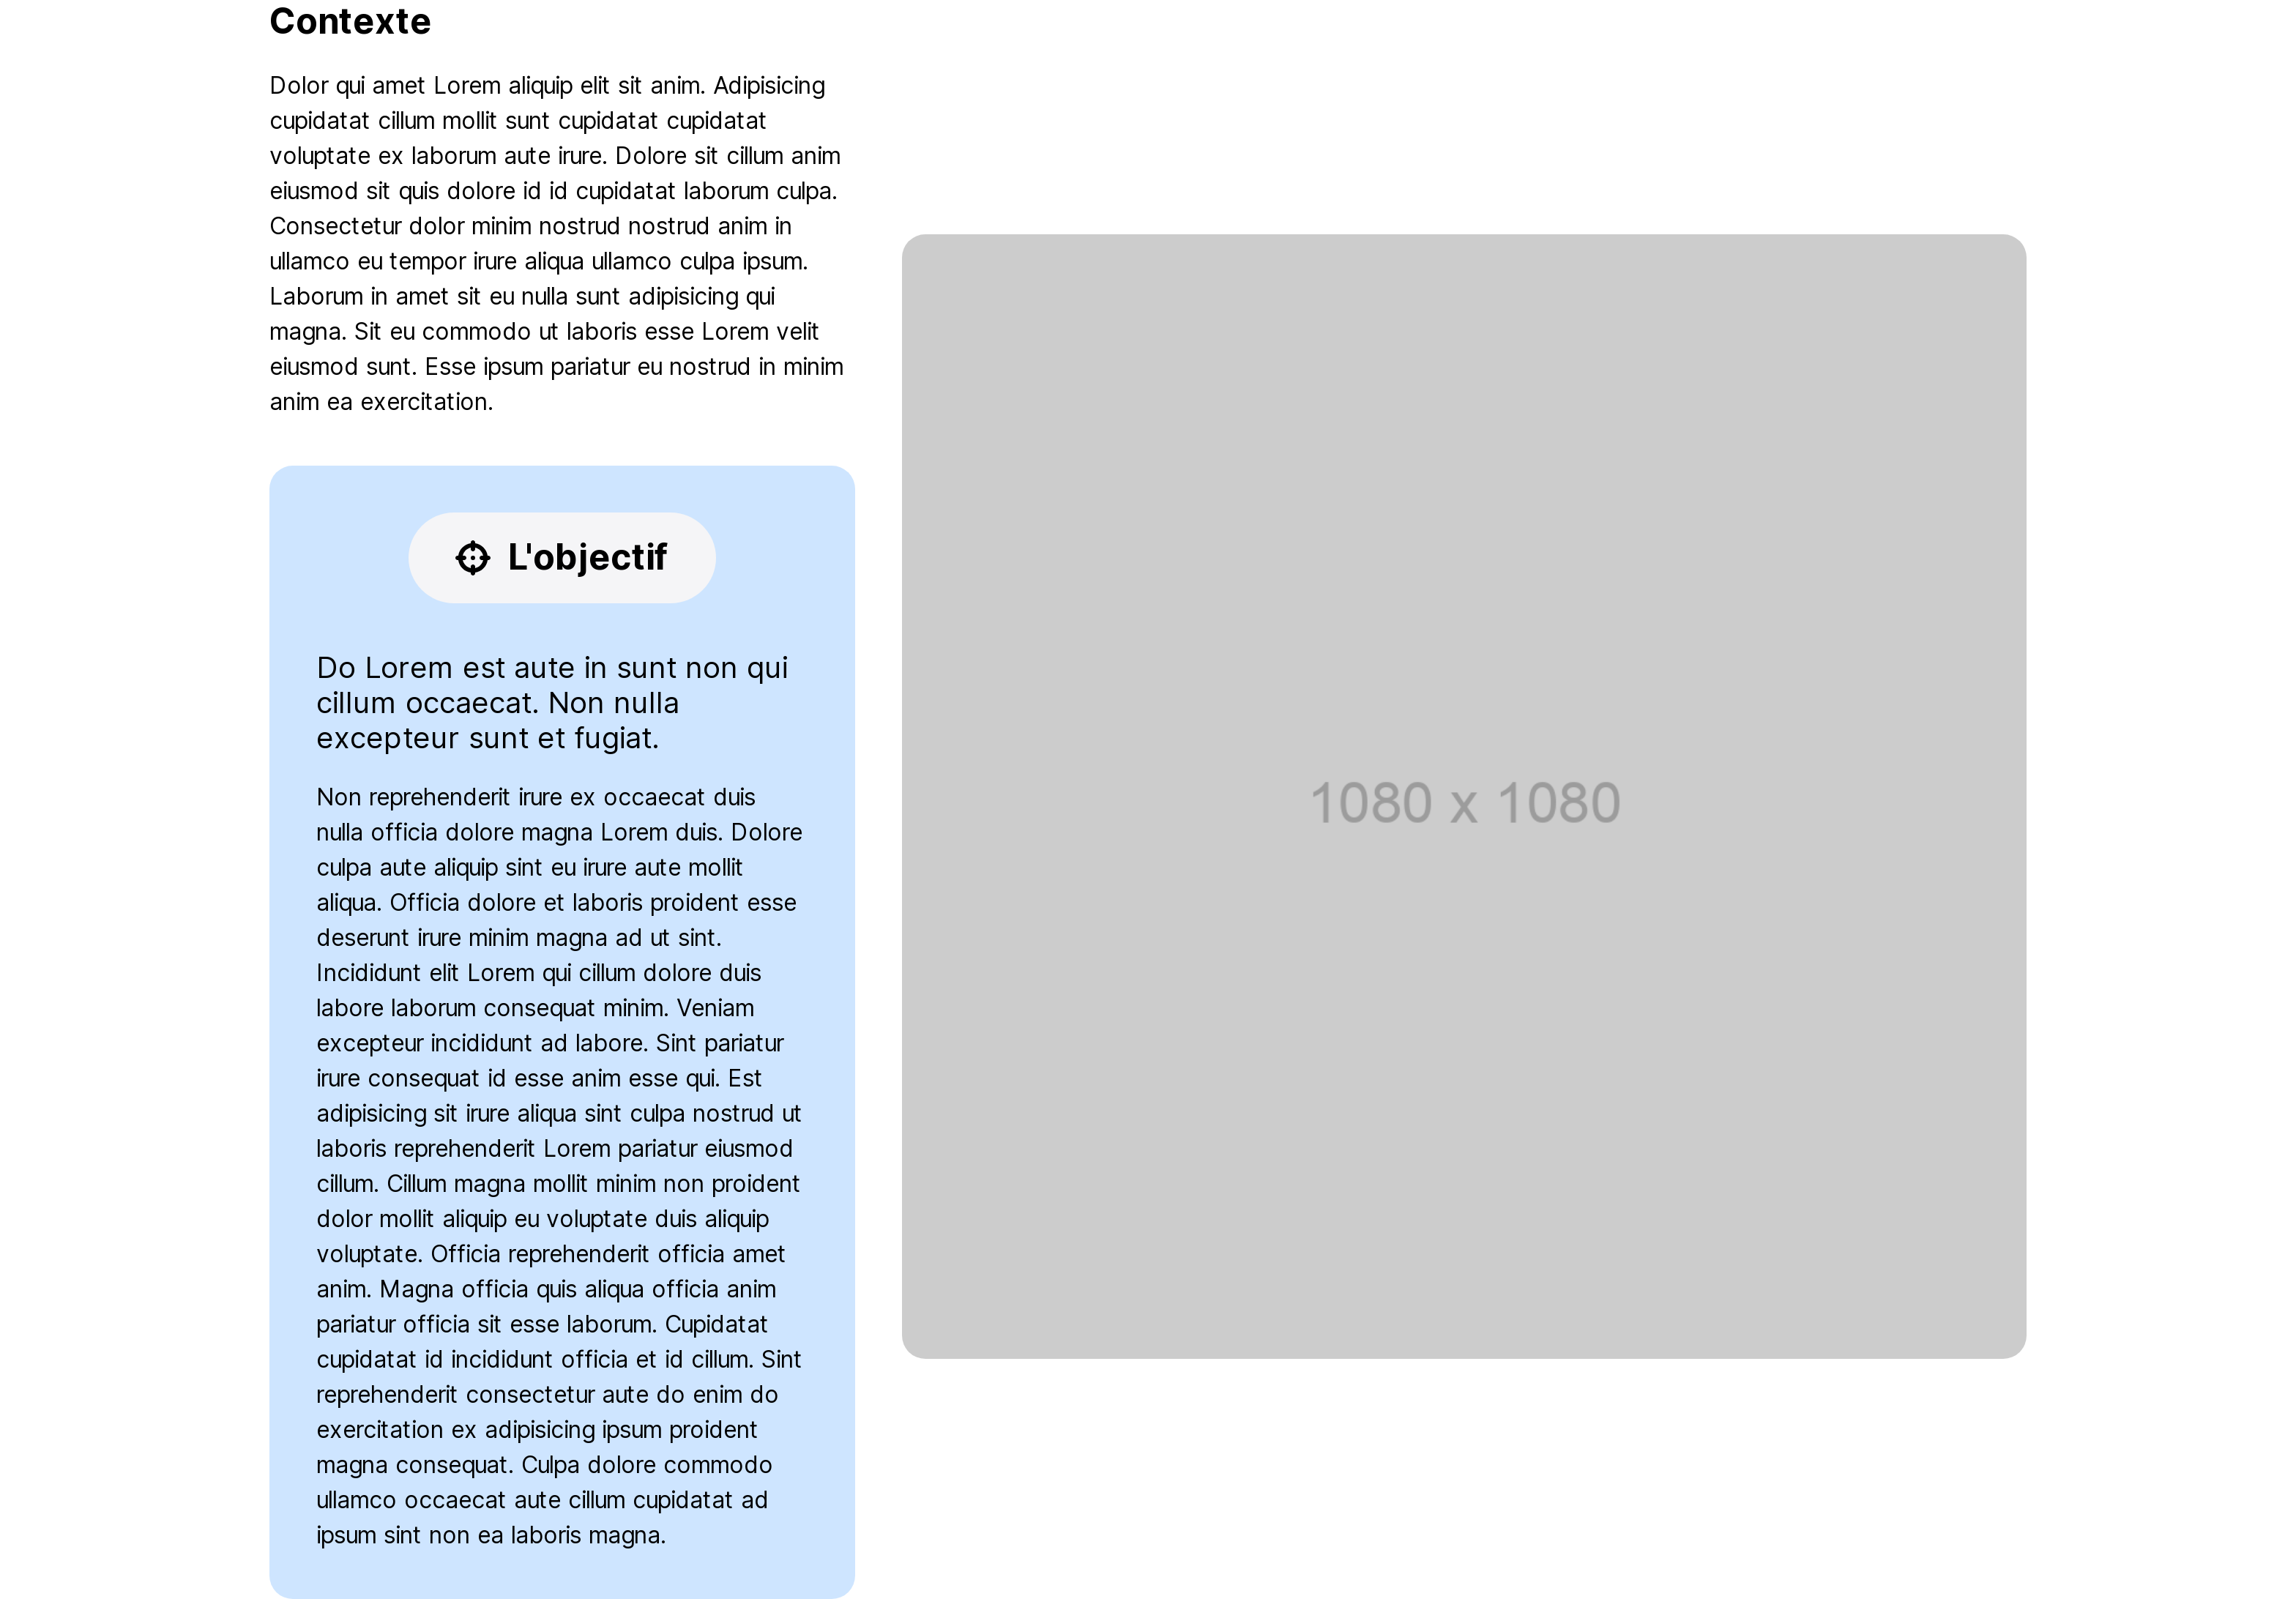 Contexte
Dolor qui amet Lorem aliquip elit sit anim. Adipisicing
cupidatat cillum mollit sunt cupidatat cupidatat
voluptate ex laborum aute irure. Dolore sit cillum anim
eiusmod sit quis dolore id id cupidatat laborum culpa.
Consectetur dolor minim nostrud nostrud anim in
ullamco eu tempor irure aliqua ullamco culpa ipsum.
Laborum in amet sit eu nulla sunt adipisicing qui
magna. Sit eu commodo ut laboris esse Lorem velit
eiusmod sunt. Esse ipsum pariatur eu nostrud in minim
anim ea exercitation.
L'objectif
Do Lorem est aute in sunt non qui
cillum occaecat. Non nulla
excepteur sunt et fugiat.
Non reprehenderit irure ex occaecat duis
nulla officia dolore magna Lorem duis. Dolore
culpa aute aliquip sint eu irure aute mollit
aliqua. Officia dolore et laboris proident esse
deserunt irure minim magna ad ut sint.
Incididunt elit Lorem qui cillum dolore duis
labore laborum consequat minim. Veniam
excepteur incididunt ad labore. Sint pariatur
irure consequat id esse anim esse qui. Est
adipisicing sit irure aliqua sint culpa nostrud ut
laboris reprehenderit Lorem pariatur eiusmod
cillum. Cillum magna mollit minim non proident
dolor mollit aliquip eu voluptate duis aliquip
voluptate. Officia reprehenderit officia amet
anim. Magna officia quis aliqua officia anim
pariatur officia sit esse laborum. Cupidatat
cupidatat id incididunt officia et id cillum. Sint
reprehenderit consectetur aute do enim do
exercitation ex adipisicing ipsum proident
magna consequat. Culpa dolore commodo
ullamco occaecat aute cillum cupidatat ad
ipsum sint non ea laboris magna.
1080 x 1080